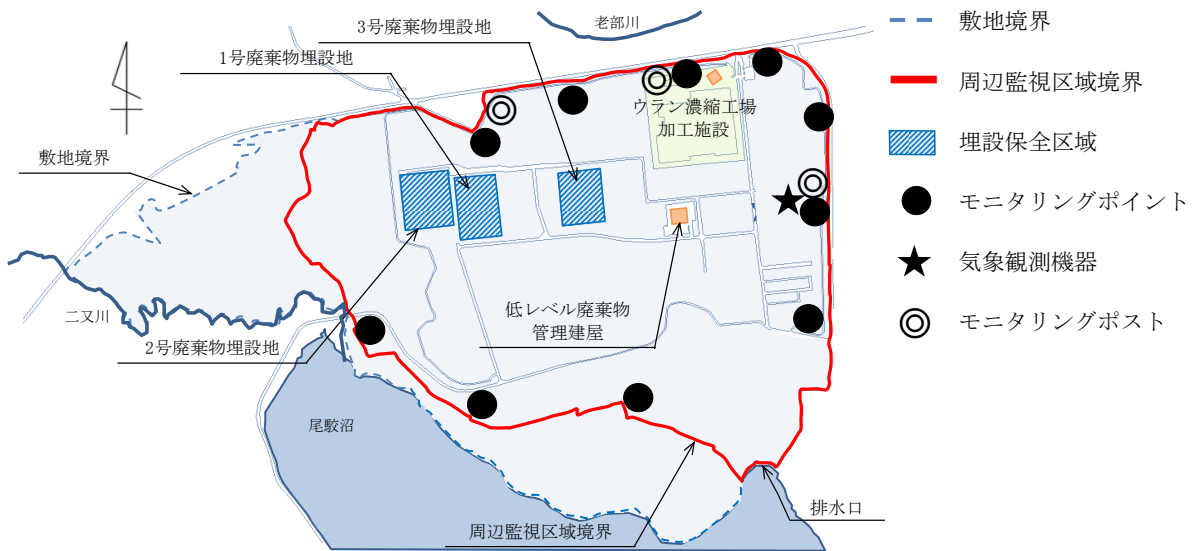 老部川
3号廃棄物埋設地
1号廃棄物埋設地
敷地境界
ウラン濃縮工場
加工施設
二又川
2号廃棄物埋設地
低レベル廃棄物
管理建屋
尾駮沼
周辺監視区域境界
排水口
敷地境界
周辺監視区域境界
埋設保全区域
モニタリングポイント
気象観測機器
モニタリングポスト